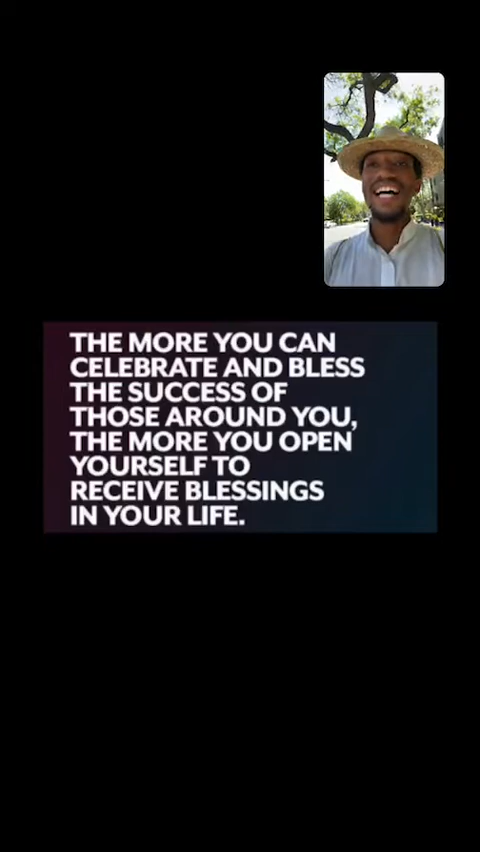 THE MORE YOU CAN
CELEBRATE AND BLESS
THE SUCCESS OF
THOSE AROUND YOU,
THE MORE YOU OPEN
YOURSELF TO
RECEIVE BLESSINGS
IN YOUR LIFE.